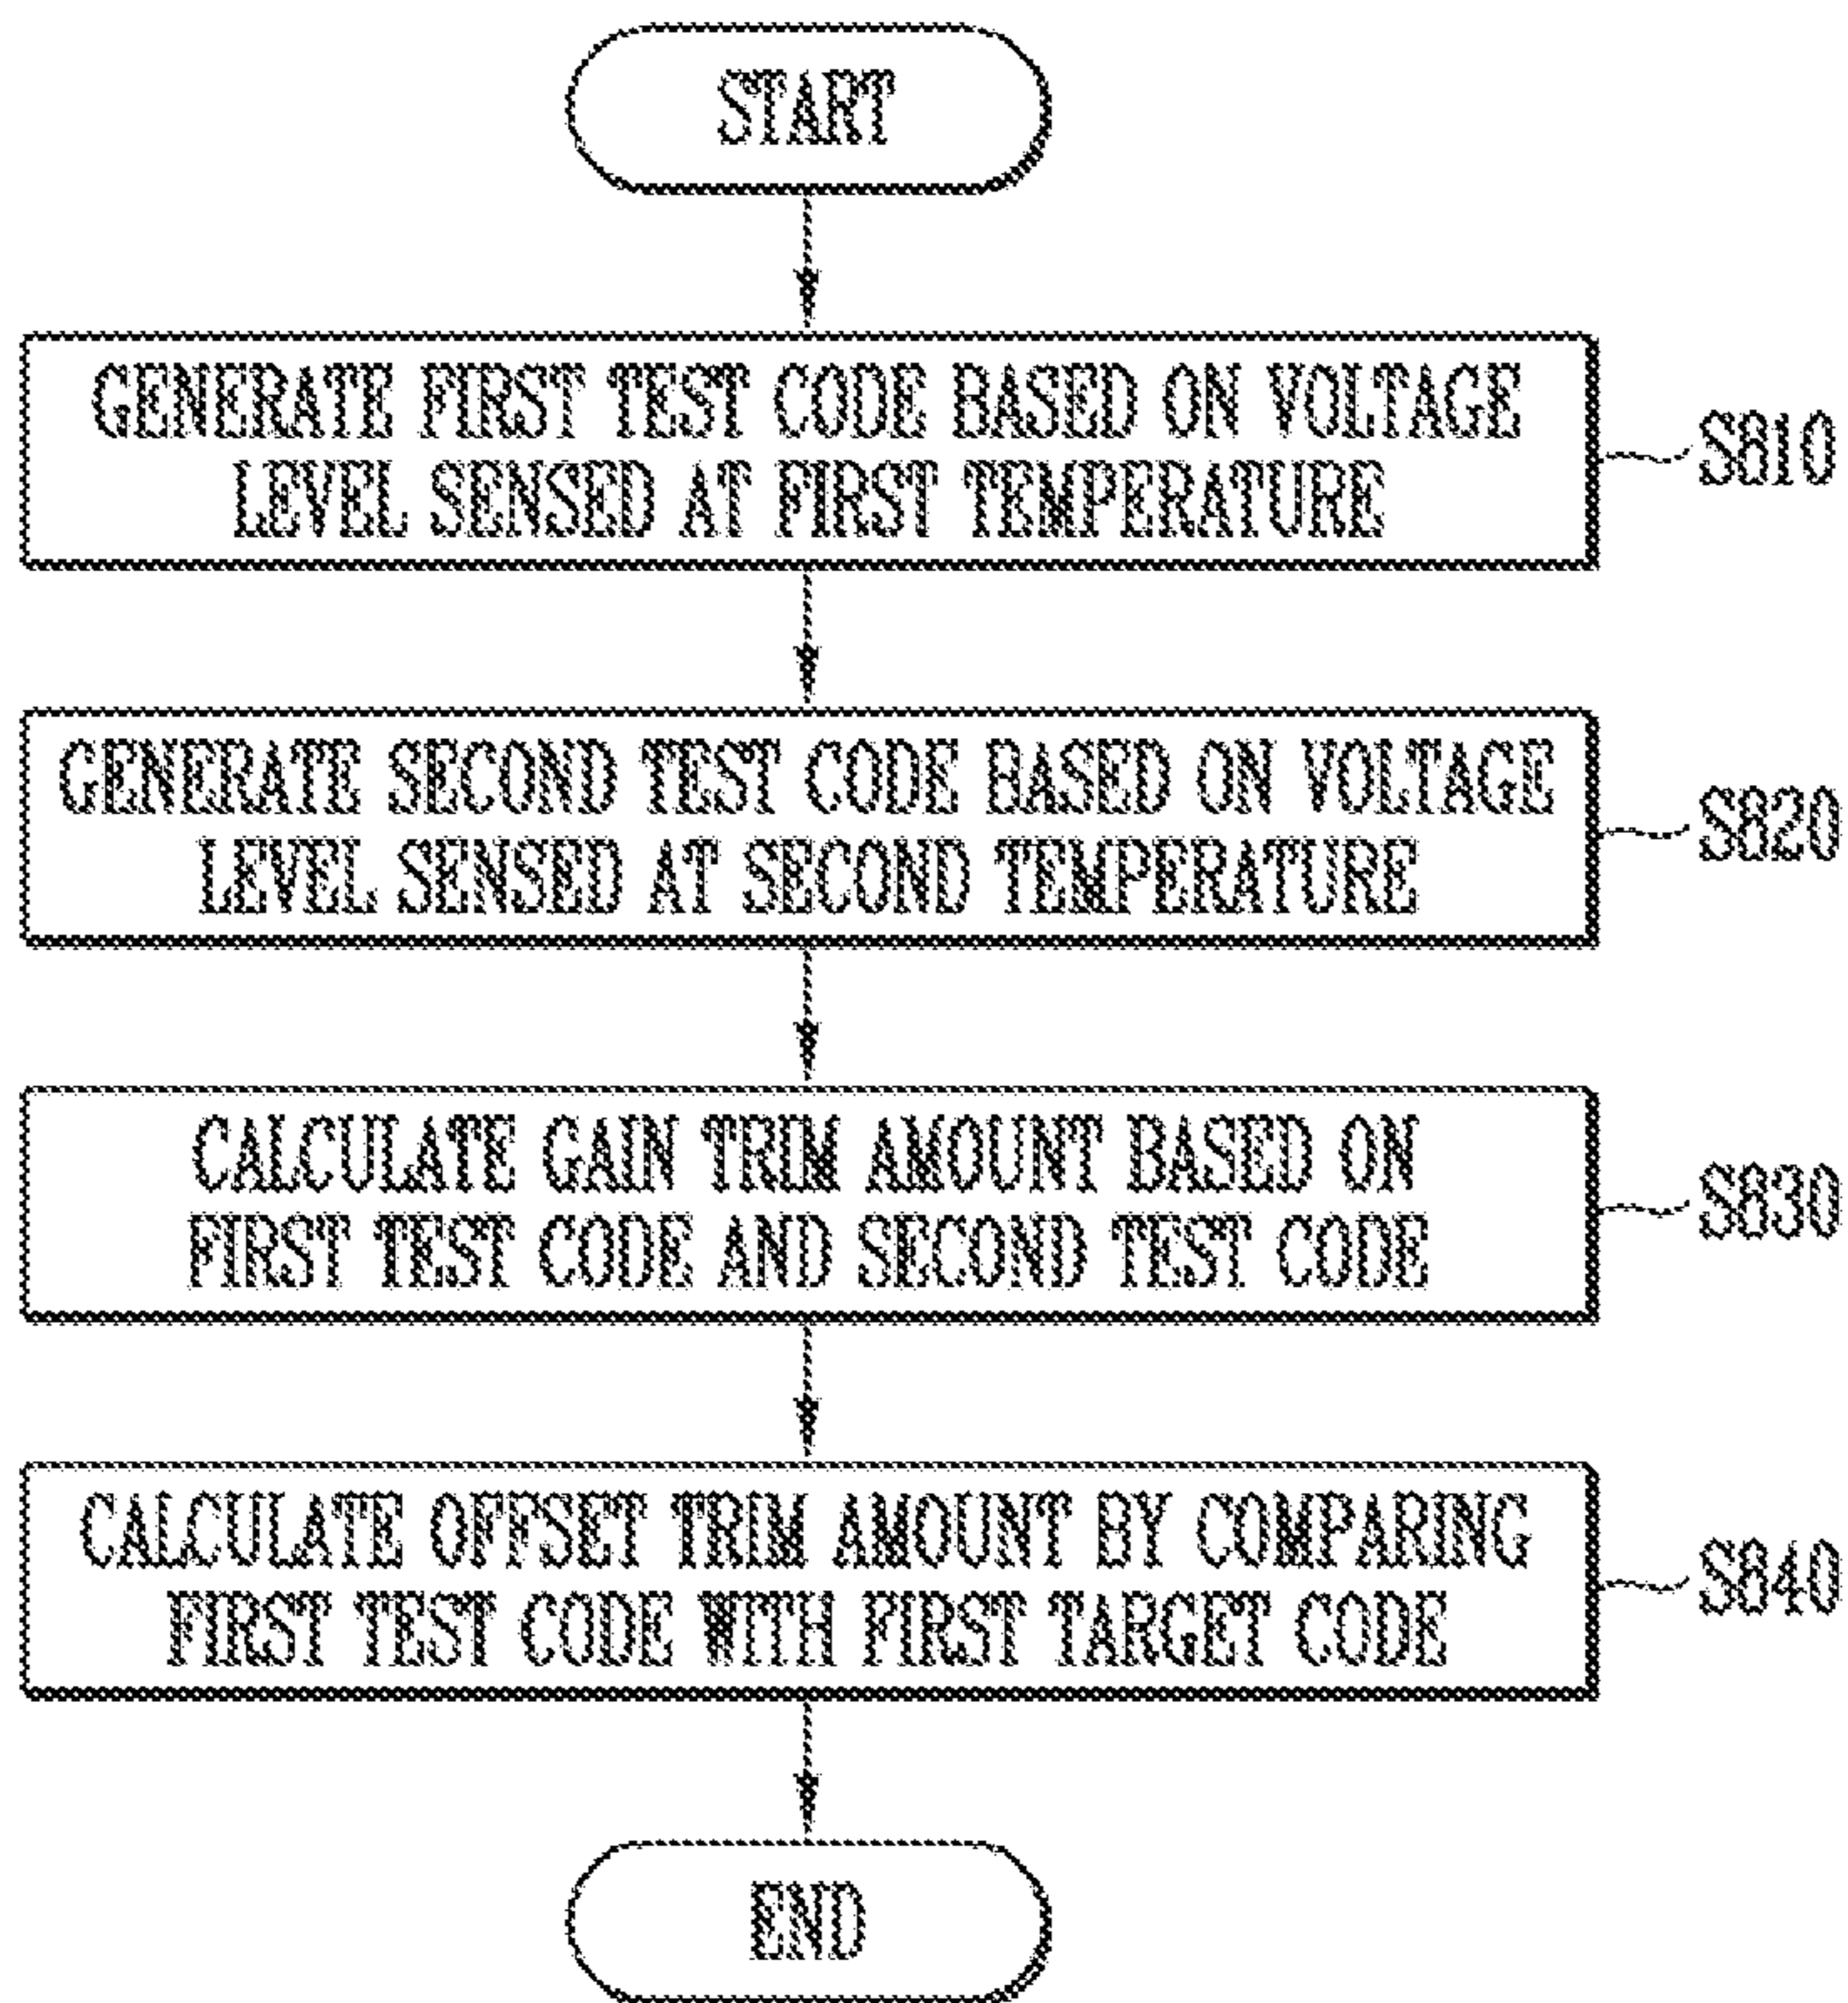 START
GENERATE FIRST TEST CODE BASED ON VOLTAGE
LEVEL SENSED AT FIRST TEMPERATURE
S810
GENERATE SECOND TEST CODE BASED ON VOLTAGE
LEVEL SENSED AT SECOND TEMPERATURE
S820
CALCULATE GAIN TRIM AMOUNT BASED ON
FIRST TEST CODE AND SECOND TEST CODE
S830
CALCULATE OFFSET TRIM AMOUNT BY COMPARING
FIRST TEST CODE WITH FIRST TARGET CODE
S840
END